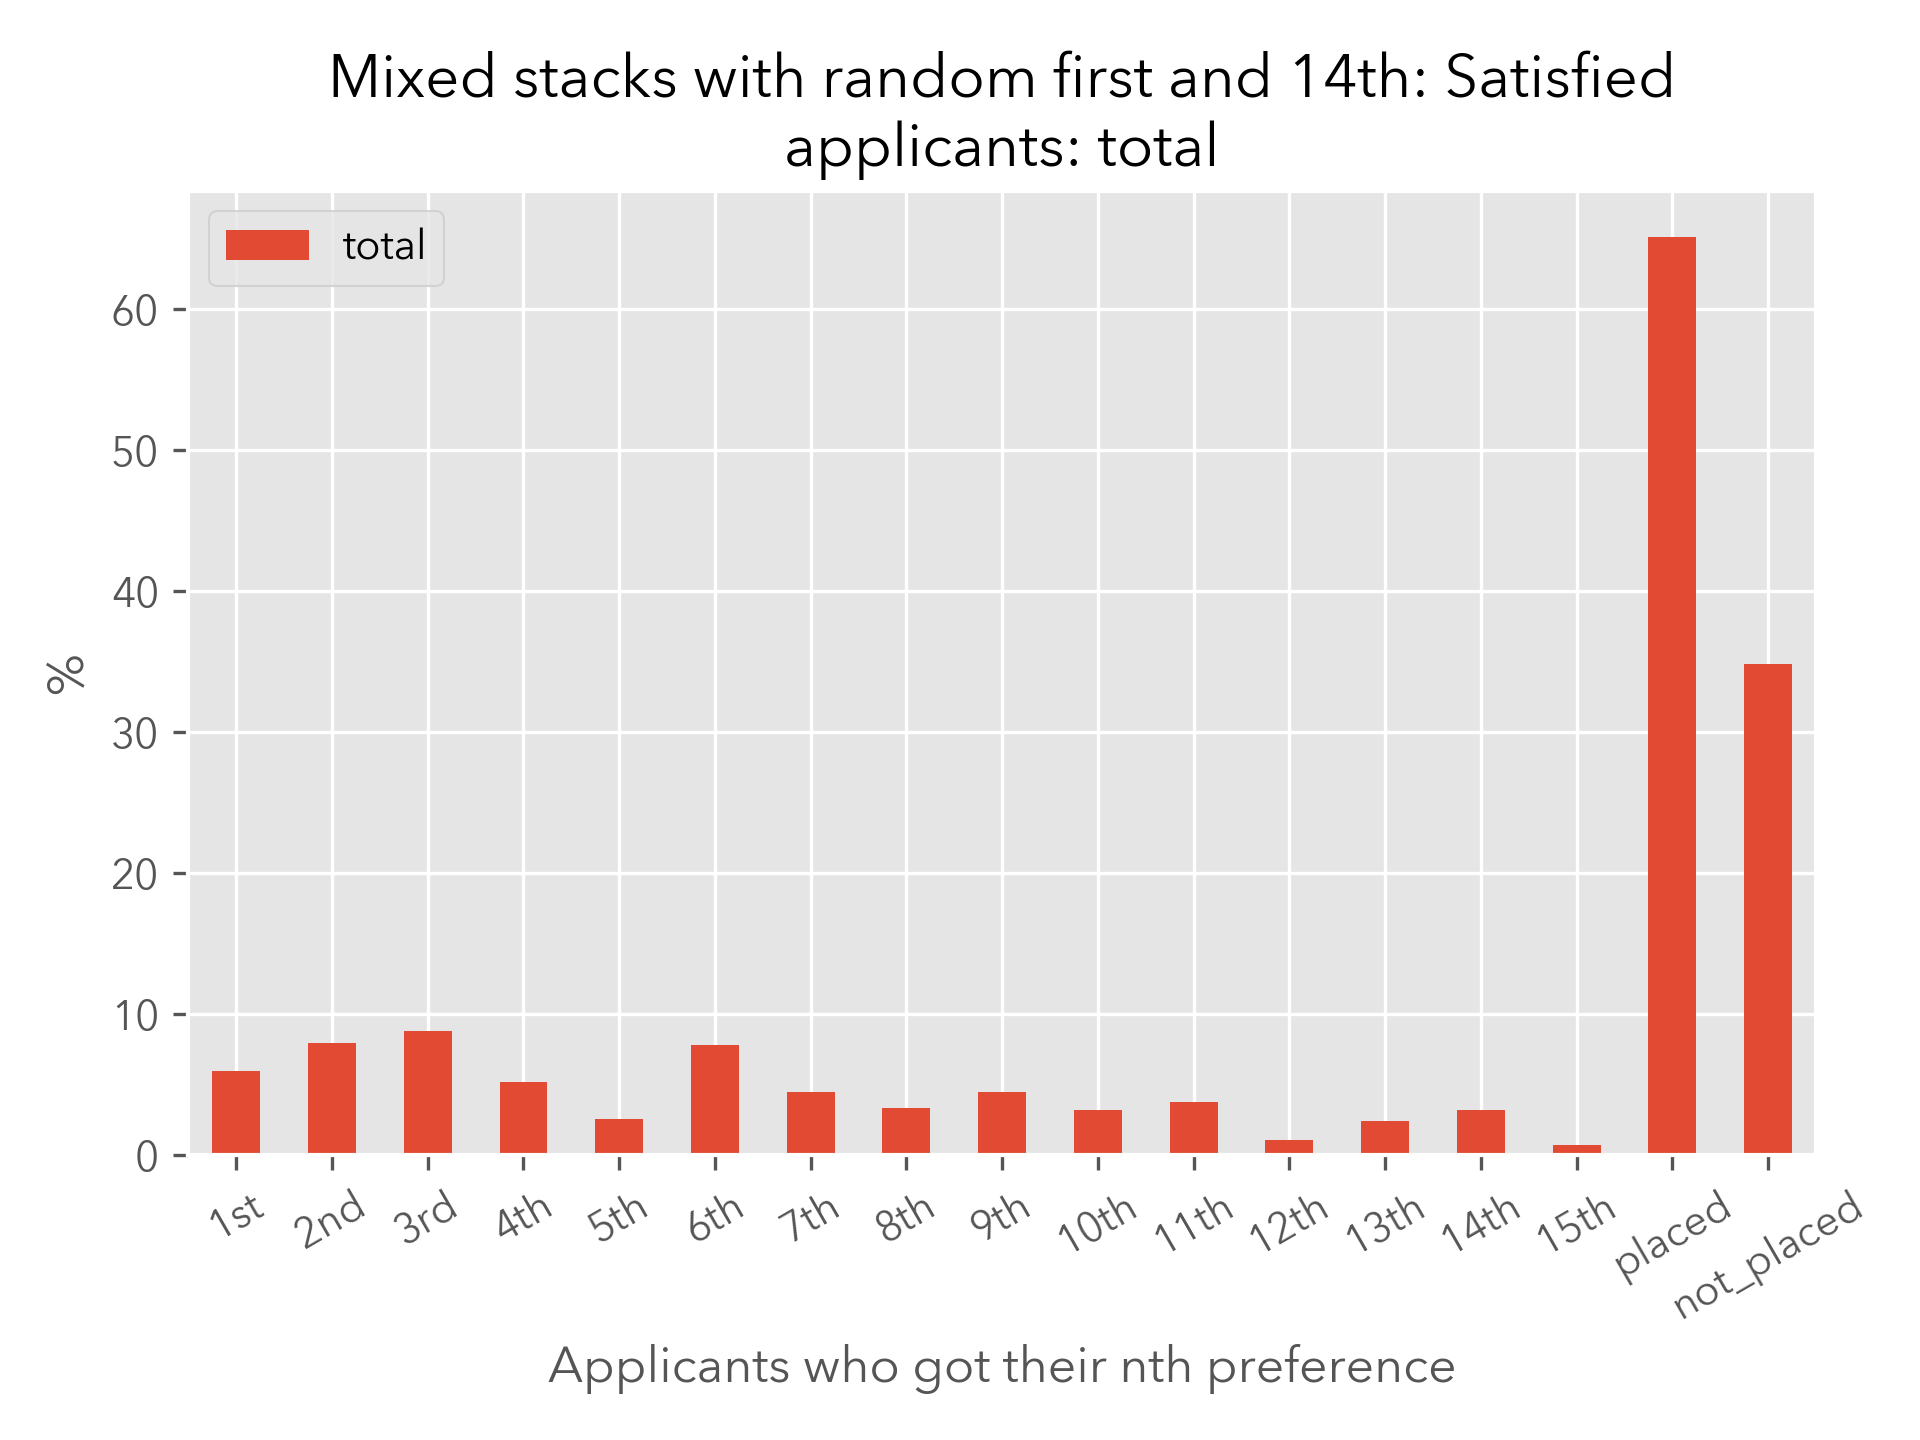 Mixed stacks with random first and 14th: Satisfied
applicants: total
total
60
50
40
30
20
10
0
%
1st
2nd
3rd
4th
5th
6th
7th
8th
9th
10th
11th
12th
13th
14th
15th
placed
not_placed
Applicants who got their nth preference